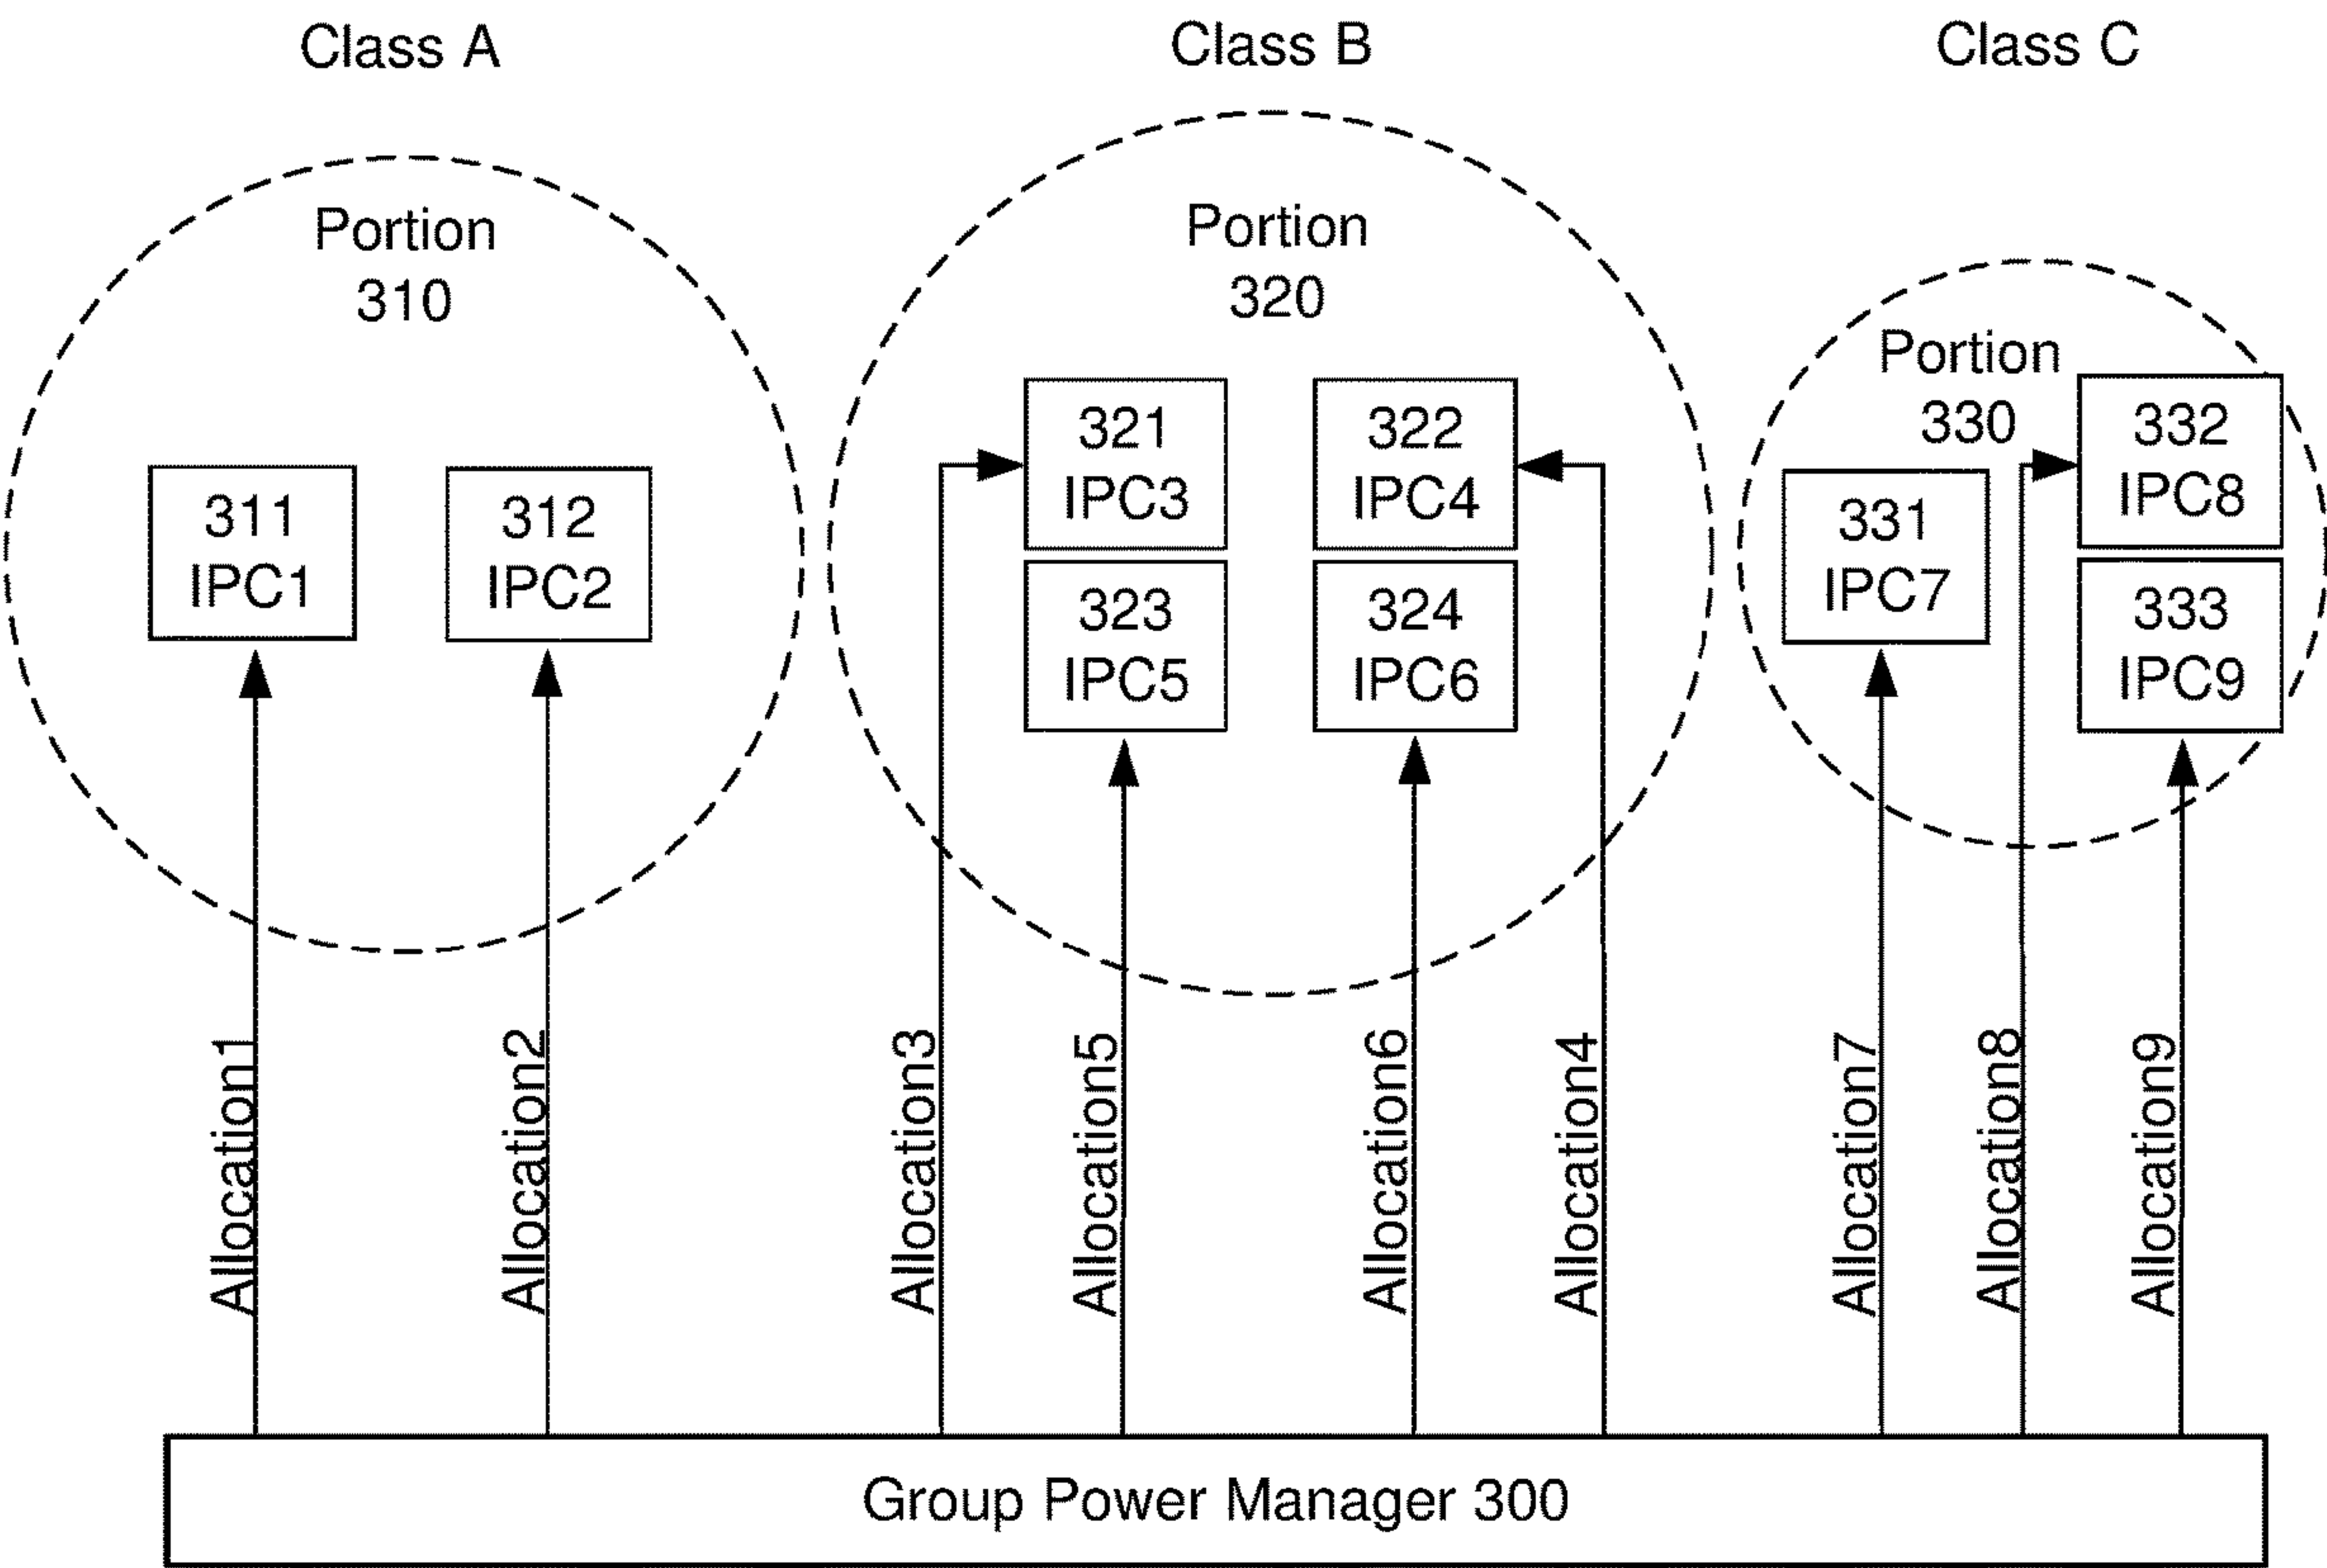 Class A
Class B
Class C
Portion
310
Portion
320
Portion
330
311
IPC1
312
IPC2
321
IPC3
322
IPC4
323
IPC5
324
IPC6
331
IPC7
332
IPC8
333
IPC9
Allocation1
Allocation2
Allocation3
Allocation5
Allocation6
Allocation4
Allocation7
Allocation8
Allocation9
Group Power Manager 300